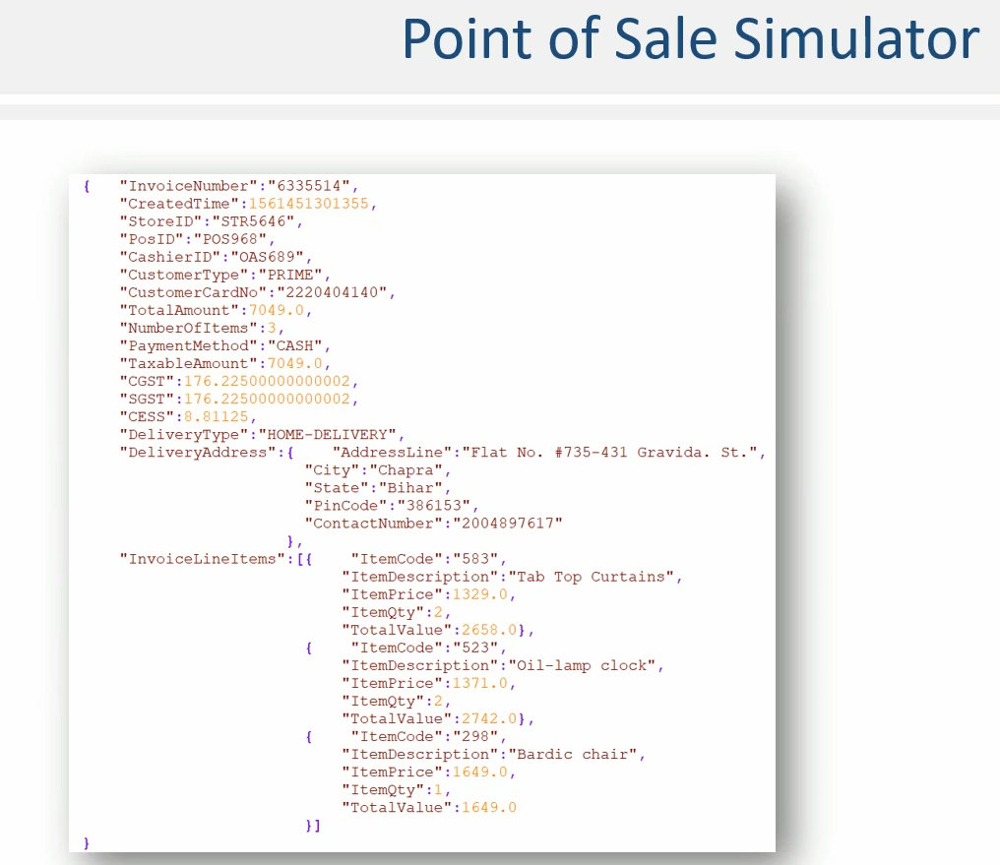 Point of Sale Simulator
{ "InvoiceNumber":"6335514",
"CreatedTime":1561451301355,
"StoreID":"STR5646",
"PosID":"POS968",
"CashierID":"OAS689",
"CustomerType":"PRIME",
"CustomerCardNo":"2220404140",
"TotalAmount":7049.0,
"NumberOfItems":3,
"PaymentMethod":"CASH",
"TaxableAmount":7049.0,
"CGST":176.22500000000002,
"SGST":176.22500000000002,
"CESS":8.81125,
"DeliveryType":"HOME-DELIVERY",
"DeliveryAddress":{ "AddressLine":"Flat No. #735-431 Gravida. St.",
"City":"Chapra",
"State":"Bihar",
"PinCode":"386153",
"ContactNumber":"2004897617"
},
"InvoiceLineItems":[{ "ItemCode":"583",
"ItemDescription":"Tab Top Curtains",
"ItemPrice":1329.0,
"ItemQty":2,
"TotalValue":2658.0},
{ "ItemCode":"523",
"ItemDescription":"Oil-lamp clock",
"ItemPrice":1371.0,
"ItemQty":2,
"TotalValue":2742.0},
{ "ItemCode":"298",
"ItemDescription":"Bardic chair",
"ItemPrice":1649.0,
"ItemQty":1,
"TotalValue":1649.0
}]
}